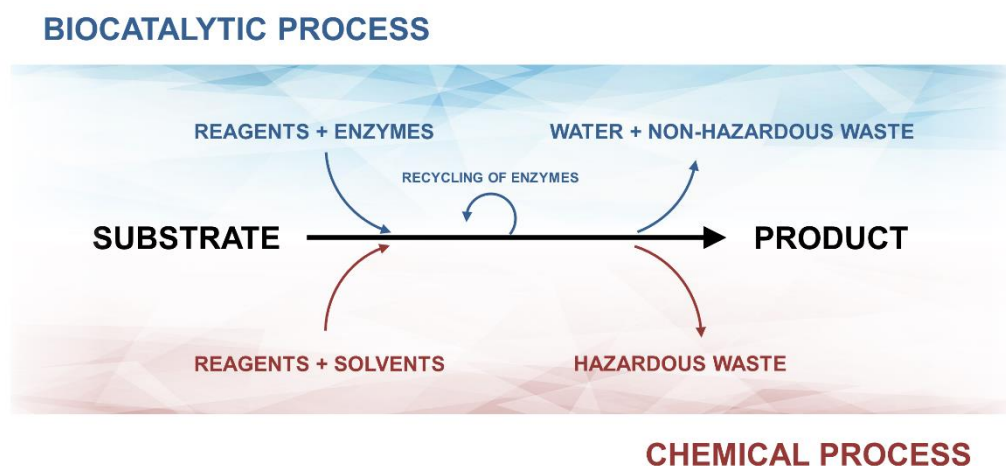 BIOCATALYTIC PROCESS
REAGENTS + ENZYMES
WATER + NON-HAZARDOUS WASTE
RECYCLING OF ENZYMES
SUBSTRATE
PRODUCT
REAGENTS + SOLVENTS
HAZARDOUS WASTE
CHEMICAL PROCESS